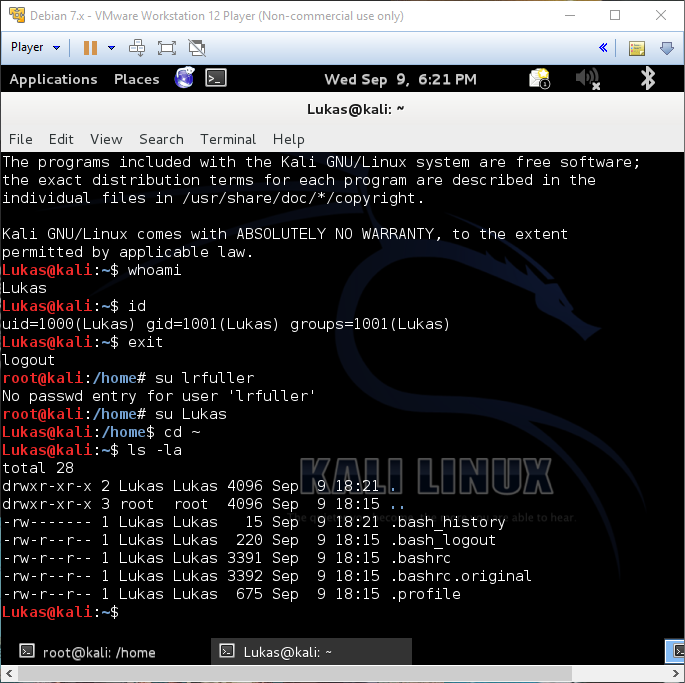 Debian 7.x - VMware Workstation 12 Player (Non-commercial use only)
Player
Applications Places Wed Sep 9, 6:21 PM
Lukas@kali: ~
File Edit View Search Terminal Help
The programs included with the Kali GNU/Linux system are free software;
the exact distribution terms for each program are described in the
individual files in /usr/share/doc/*/copyright.
Kali GNU/Linux comes with ABSOLUTELY NO WARRANTY, to the extent
permitted by applicable law.
Lukas@kali:~$ whoami
Lukas
Lukas@kali:~$ id
uid=1000(Lukas) gid=1001(Lukas) groups=1001(Lukas)
Lukas@kali:~$ exit
logout
root@kali:/home# su lrfuller
No passwd entry for user 'lrfuller'
root@kali:/home# su Lukas
Lukas@kali:/home$ cd ~
Lukas@kali:~$ ls -la
total 28
drwxr-xr-x 2 Lukas Lukas 4096 Sep  9 18:21 .
drwxr-xr-x 3 root  root  4096 Sep  9 18:15 ..
-rw------- 1 Lukas Lukas   15 Sep  9 18:21 .bash_history
-rw-r--r-- 1 Lukas Lukas  220 Sep  9 18:15 .bash_logout
-rw-r--r-- 1 Lukas Lukas 3391 Sep  9 18:15 .bashrc
-rw-r--r-- 1 Lukas Lukas 3392 Sep  9 18:15 .bashrc.original
-rw-r--r-- 1 Lukas Lukas  675 Sep  9 18:15 .profile
Lukas@kali:~$
KALI LINUX
are able to hear.
root@kali: /home
Lukas@kali: ~